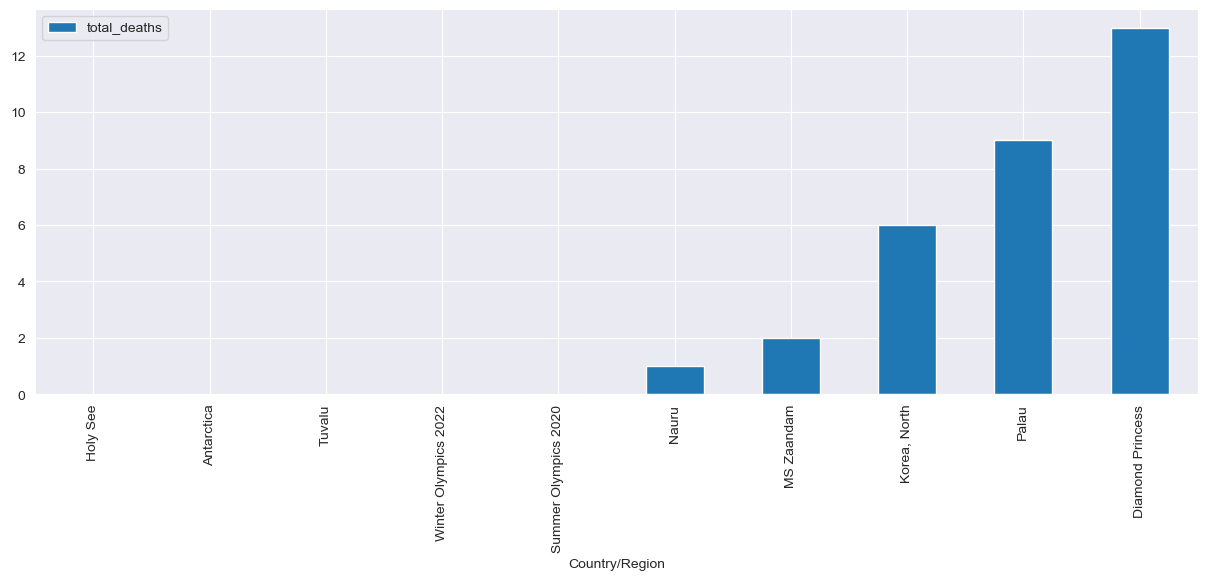 total_deaths
12
10
8
6
4
2
0
Holy See
Antarctica
Tuvalu
Winter Olympics 2022
Summer Olympics 2020
Nauru
MS Zaandam
Korea, North
Palau
Diamond Princess
Country/Region